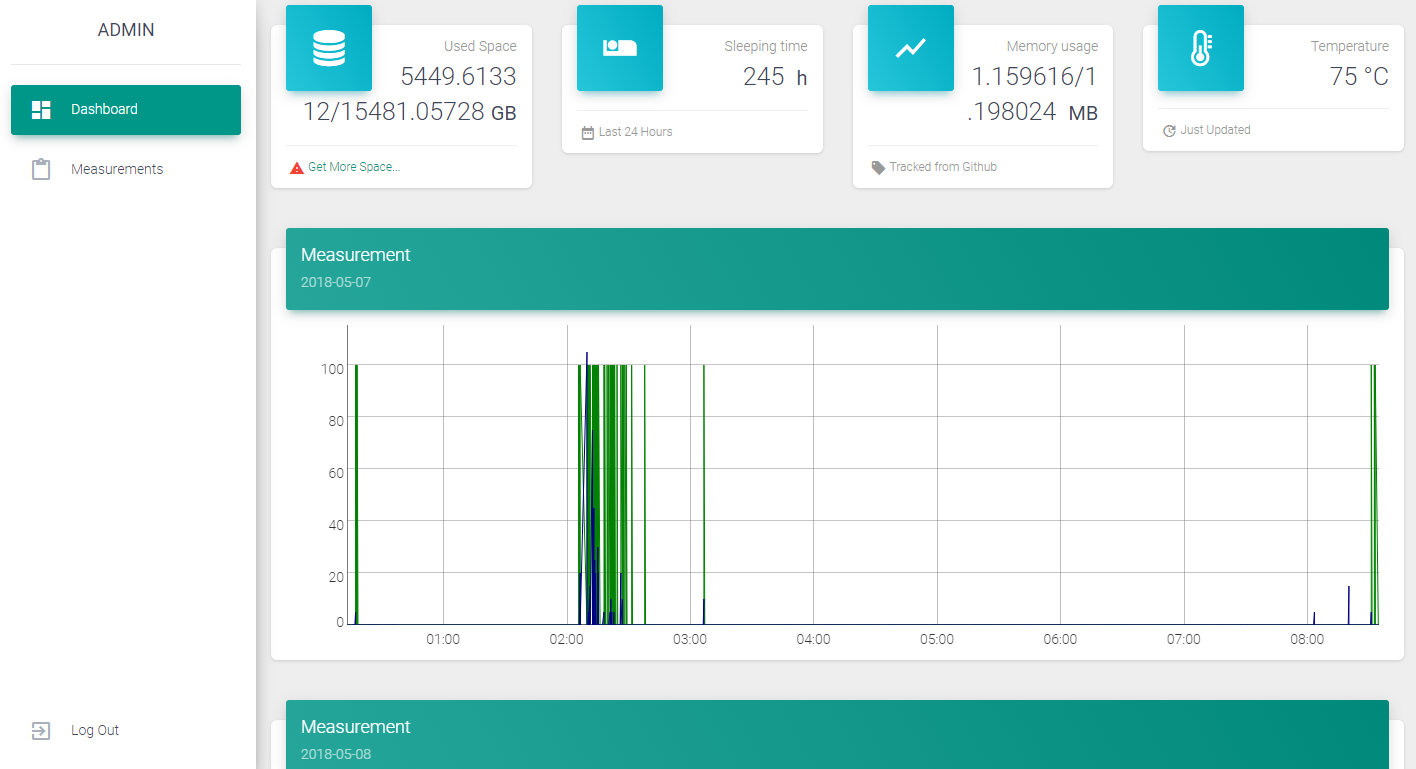 ADMIN
Dashboard
Measurements
Log Out
Used Space
5449.6133
12/15481.05728 GB
Get More Space...
Sleeping time
245 h
Last 24 Hours
Memory usage
1.159616/1
.198024 MB
Tracked from Github
Temperature
75 °C
Just Updated
Measurement
2018-05-07
100
80
60
40
20
0
01:00 02:00 03:00 04:00 05:00 06:00 07:00 08:00
Measurement
2018-05-08